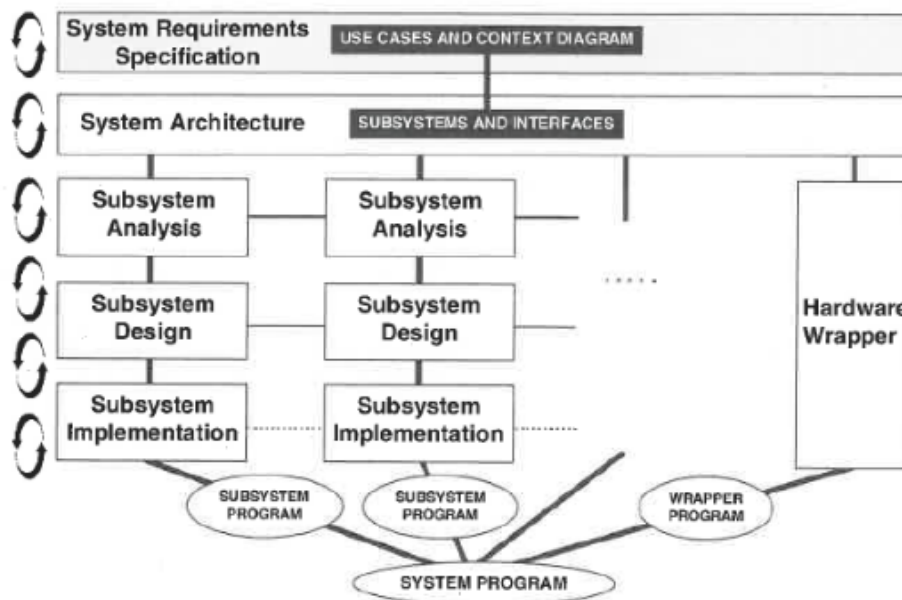 System Requirements
Specification
USE CASES AND CONTEXT DIAGRAM
System Architecture
SUBSYSTEMS AND INTERFACES
Subsystem
Analysis
Subsystem
Analysis
Subsystem
Design
Subsystem
Design
Hardware
Wrapper
Subsystem
Implementation
Subsystem
Implementation
SUBSYSTEM
PROGRAM
SUBSYSTEM
PROGRAM
WRAPPER
PROGRAM
SYSTEM PROGRAM